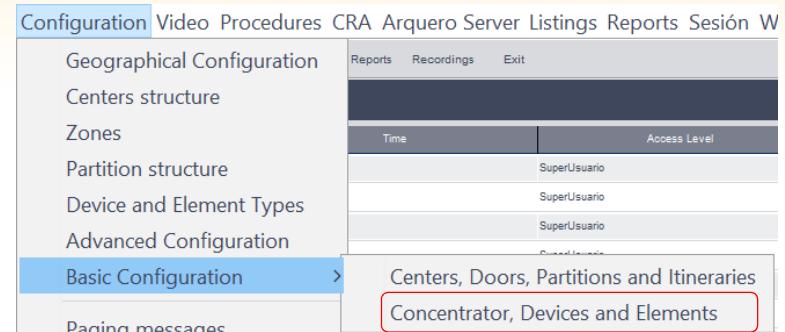 Configuration Video Procedures CRA Arquero Server Listings Reports Sesión W
Geographical Configuration
Reports Recordings Exit
Centers structure
Zones
Time Access Level
Partition structure
SuperUsuario
Device and Element Types
SuperUsuario
Advanced Configuration
SuperUsuario
SuperUsuario
Basic Configuration >
Centers, Doors, Partitions and Itineraries
Concentrator, Devices and Elements
Paging messages